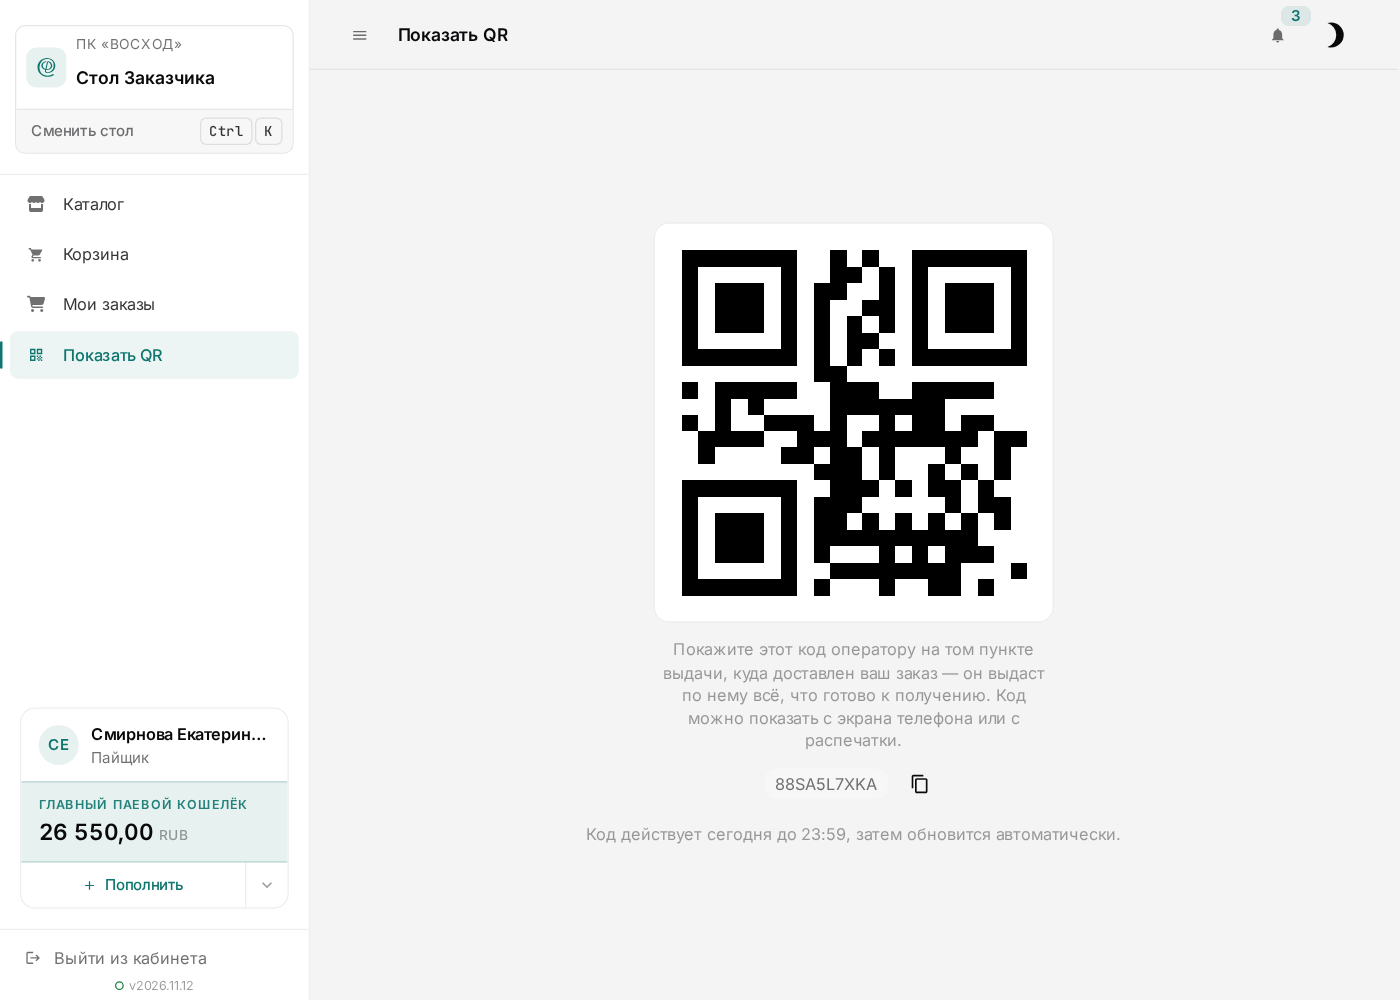 ПК «ВОСХОД»
Стол Заказчика
Сменить стол Ctrl K
Каталог
Корзина
Мои заказы
Показать QR
Смирнова Екатерин...
СЕ
Пайщик
ГЛАВНЫЙ ПАЕВОЙ КОШЕЛЁК
26 550,00 RUB
+ Пополнить
Выйти из кабинета
v2026.11.12
Показать QR
3
Покажите этот код оператору на том пункте
выдачи, куда доставлен ваш заказ — он выдаст
по нему всё, что готово к получению. Код
можно показать с экрана телефона или с
распечатки.
88SA5L7XKA
Код действует сегодня до 23:59, затем обновится автоматически.